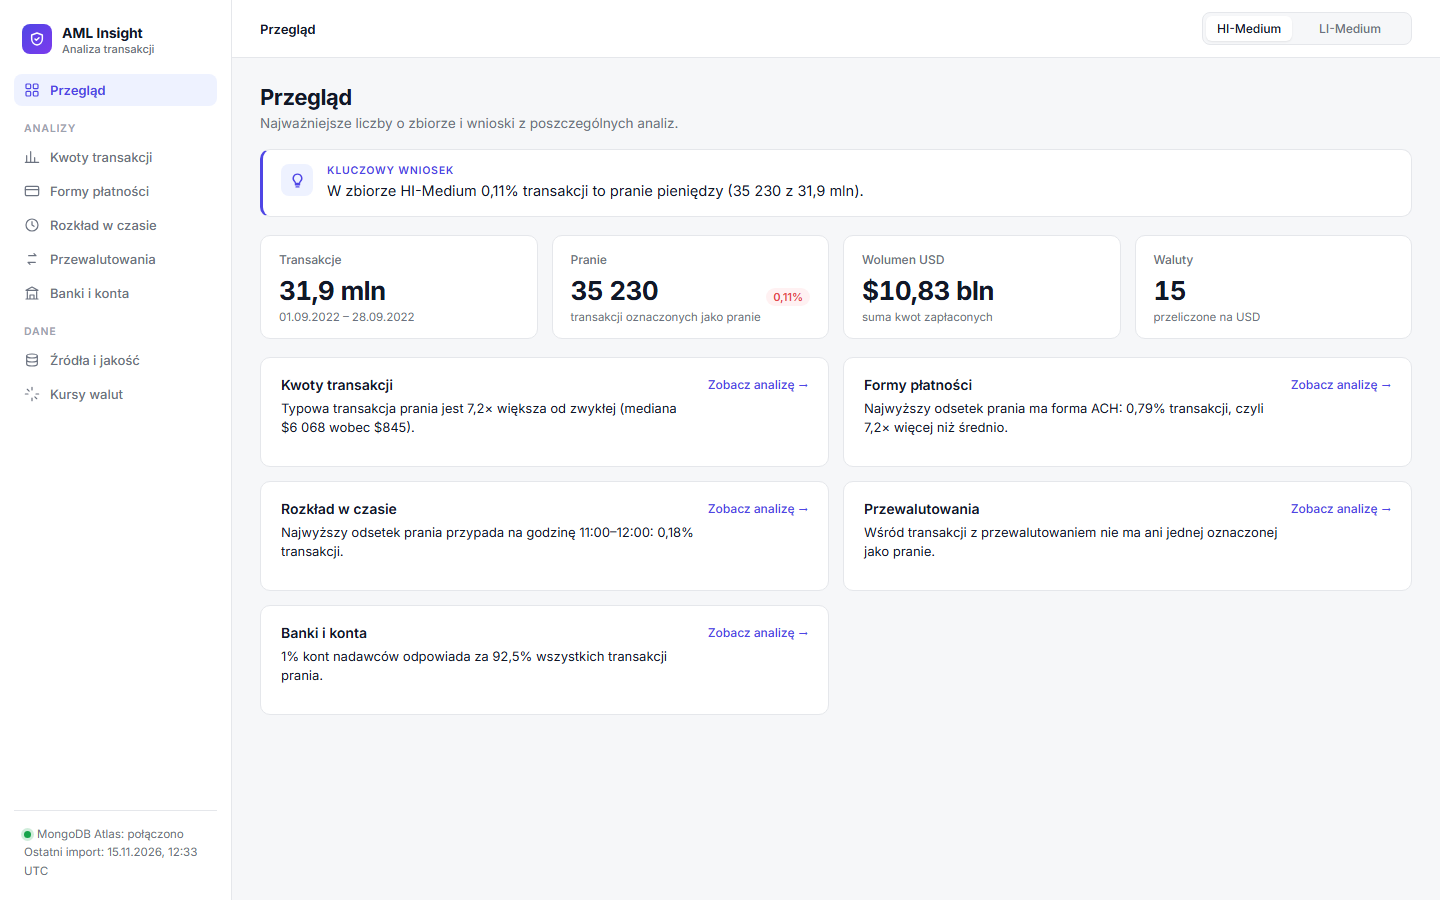 AML Insight
Analiza transakcji
Przegląd
ANALIZY
Kwoty transakcji
Formy płatności
Rozkład w czasie
Przewalutowania
Banki i konta
DANE
Źródła i jakość
Kursy walut
MongoDB Atlas: połączono
Ostatni import: 15.11.2026, 12:33
UTC
Przegląd
HI-Medium
LI-Medium
Przegląd
Najważniejsze liczby o zbiorze i wnioski z poszczególnych analiz.
KLUCZOWY WNIOSEK
W zbiorze HI-Medium 0,11% transakcji to pranie pieniędzy (35 230 z 31,9 mln).
Transakcje
31,9 mln
01.09.2022 – 28.09.2022
Pranie
35 230
0,11%
transakcji oznaczonych jako pranie
Wolumen USD
$10,83 bln
suma kwot zapłaconych
Waluty
15
przeliczone na USD
Kwoty transakcji
Zobacz analizę →
Typowa transakcja prania jest 7,2× większa od zwykłej (mediana
$6 068 wobec $845).
Formy płatności
Zobacz analizę →
Najwyższy odsetek prania ma forma ACH: 0,79% transakcji, czyli
7,2× więcej niż średnio.
Rozkład w czasie
Zobacz analizę →
Najwyższy odsetek prania przypada na godzinę 11:00–12:00: 0,18%
transakcji.
Przewalutowania
Zobacz analizę →
Wśród transakcji z przewalutowaniem nie ma ani jednej oznaczonej
jako pranie.
Banki i konta
Zobacz analizę →
1% kont nadawców odpowiada za 92,5% wszystkich transakcji
prania.